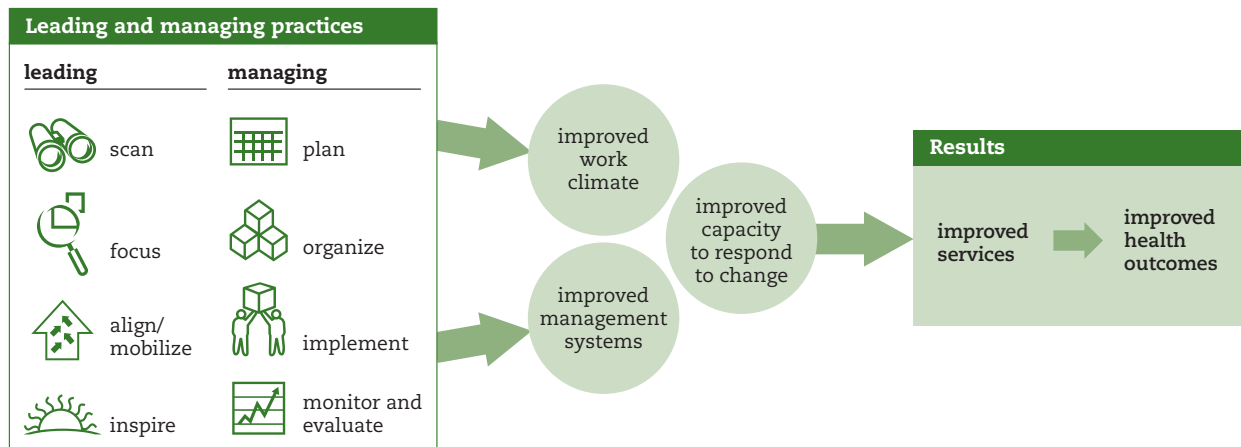 Leading and managing practices
leading
scan
focus
align/
mobilize
inspire
managing
plan
organize
implement
monitor and
evaluate
improved
work
climate
improved
management
systems
improved
capacity
to respond
to change
Results
improved
services
improved
health
outcomes